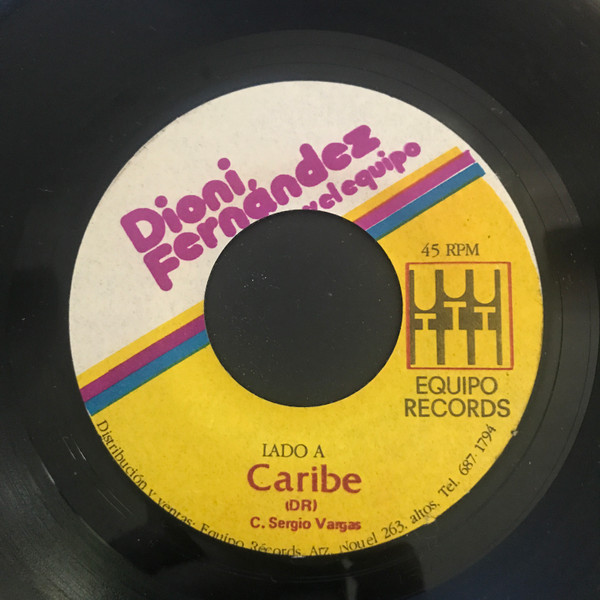 Dioni
Fernández
y el equipo
45 RPM
EQUIPO
RECORDS
LADO A
Caribe
(DR)
C. Sergio Vargas
Distribución y ventas: Equipo Récords Arz. Nouel 263, altos. Tel. 687-1794